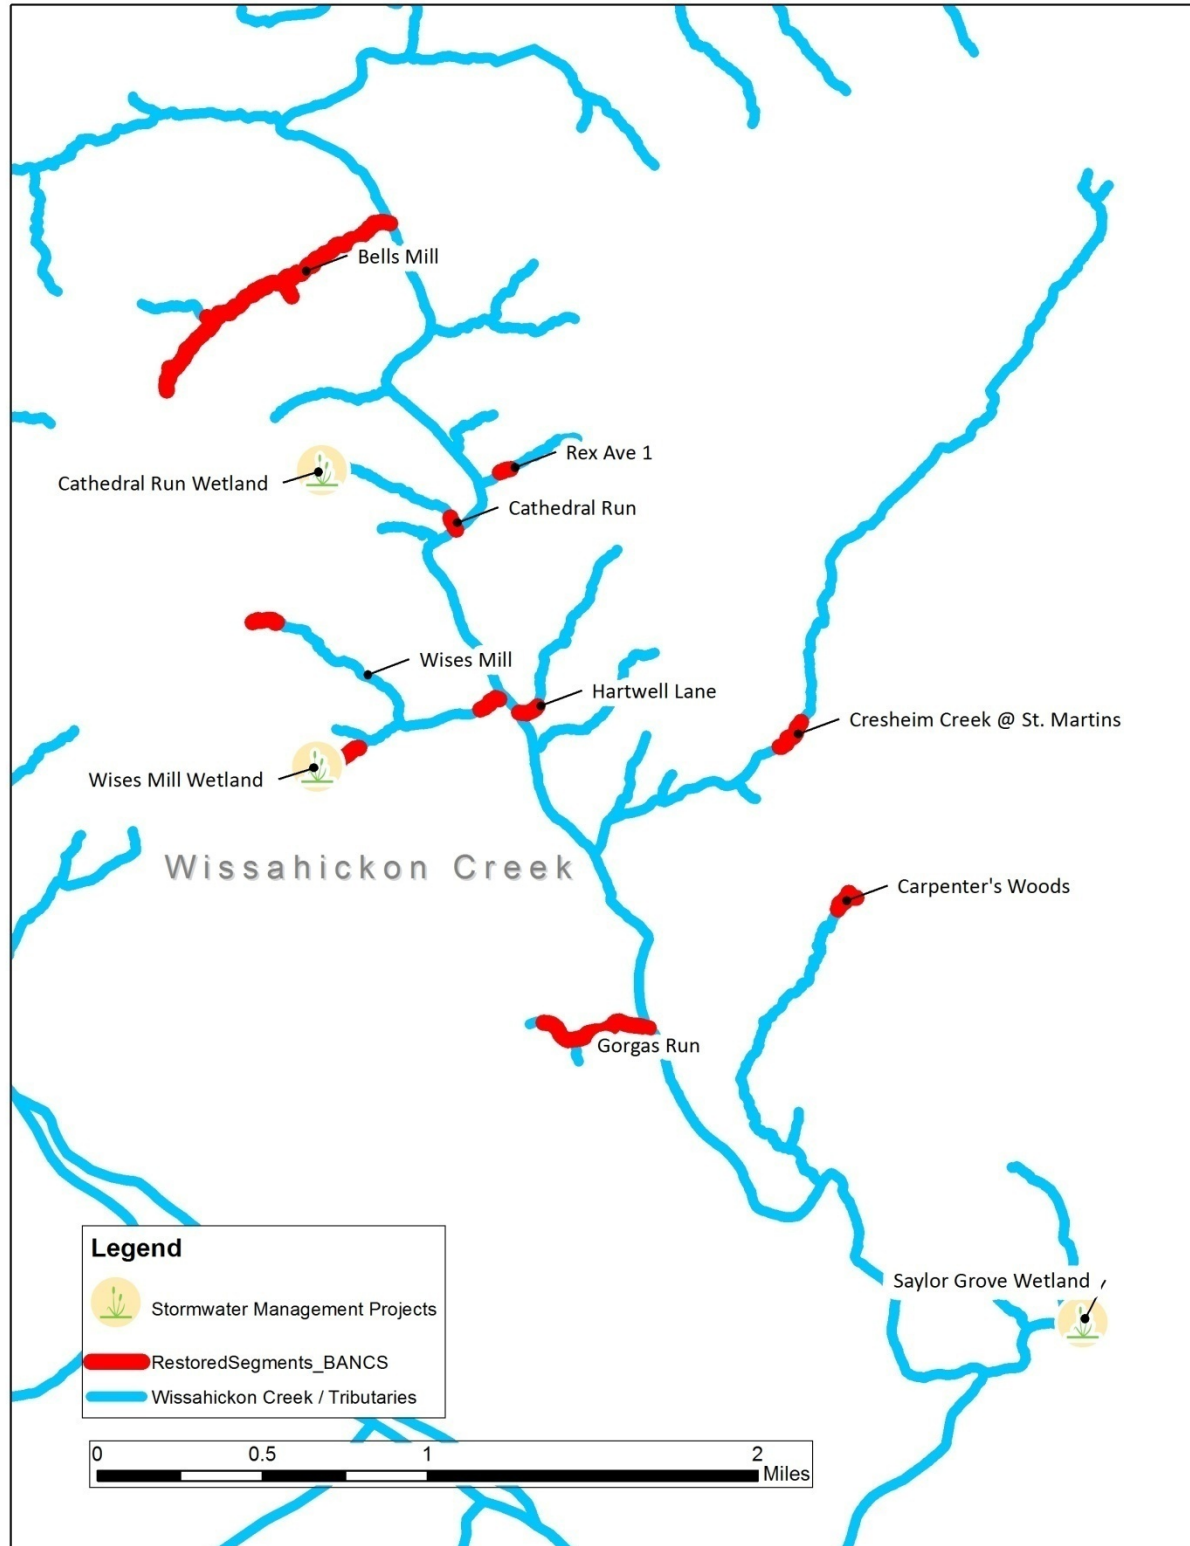 Bells Mill
Rex Ave 1
Cathedral Run Wetland
Cathedral Run
Wises Mill
Hartwell Lane
Cresheim Creek @ St. Martins
Wises Mill Wetland
Wissahickon Creek
Carpenter's Woods
Gorgas Run
Saylor Grove Wetland
Legend
Stormwater Management Projects
RestoredSegments_BANCS
Wissahickon Creek / Tributaries
0 0.5 1 2
Miles